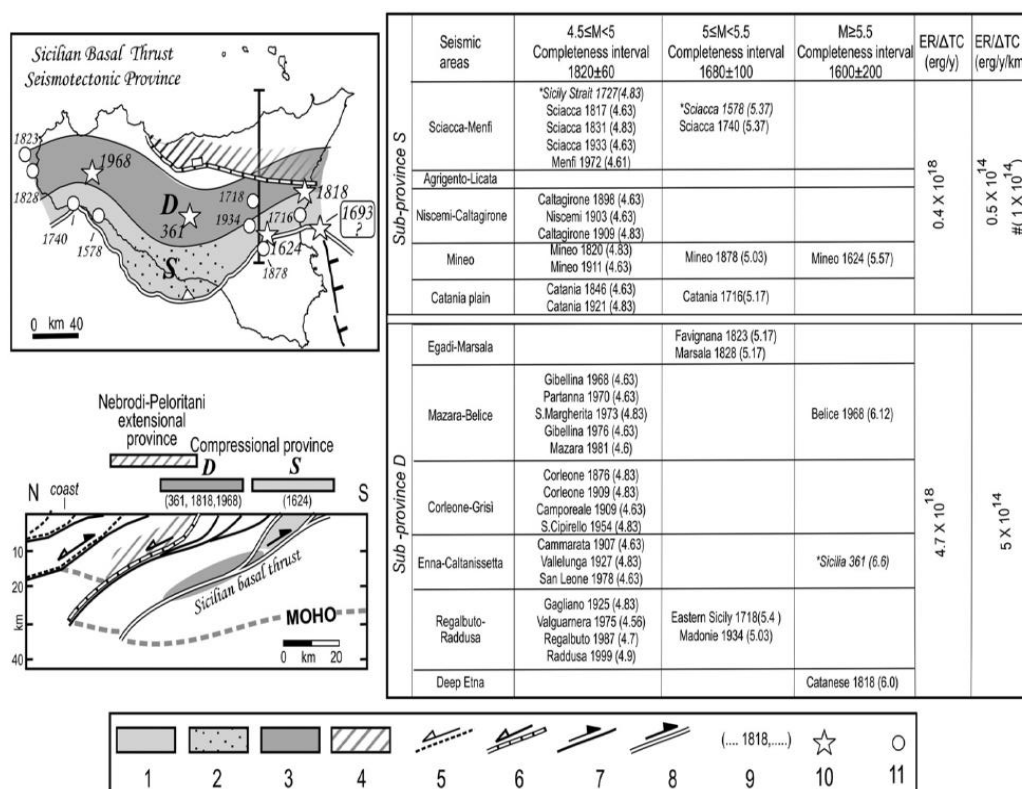 Sicilian Basal Thrust
Seismotectonic Province
1823
1968
1828
D
361
1718
1934
1716
1818
1693
?
1624
1740
1578
S
1878
0 km 40
Nebrodi-Peloritani
extensional
province
Compressional province
D S
N coast (361, 1818,1968) (1624) S
10
20
km
40
Sicilian basal thrust
MOHO
0 km 20
Seismic
areas
4.5≤M<5
Completeness interval
1820±60
5≤M<5.5
Completeness interval
1680±100
M≥5.5
Completeness interval
1600±200
ER/ΔTC
(erg/y)
ER/ΔTC
(erg/y/km
Sub-province S
Sciacca-Menfi
*Sicily Strait 1727(4.83)
Sciacca 1817 (4.63)
Sciacca 1831 (4.83)
Sciacca 1933 (4.63)
Menfi 1972 (4.61)
*Sciacca 1578 (5.37)
Sciacca 1740 (5.37)
Agrigento-Licata
Niscemi-Caltagirone
Caltagirone 1898 (4.63)
Niscemi 1903 (4.63)
Caltagirone 1909 (4.83)
Mineo
Mineo 1820 (4.83)
Mineo 1911 (4.63)
Mineo 1878 (5.03)
Mineo 1624 (5.57)
Catania plain
Catania 1846 (4.63)
Catania 1921 (4.83)
Catania 1716(5.17)
0.4 X 10¹⁸
0.5 X 10¹⁴
#( 1 X 10¹⁴)
Sub -province D
Egadi-Marsala
Favignana 1823 (5.17)
Marsala 1828 (5.17)
Mazara-Belice
Gibellina 1968 (4.63)
Partanna 1970 (4.63)
S.Margherita 1973 (4.83)
Gibellina 1976 (4.63)
Mazara 1981 (4.6)
Belice 1968 (6.12)
Corleone-Grisi
Corleone 1876 (4.83)
Corleone 1909 (4.83)
Camporeale 1909 (4.63)
S.Cipirello 1954 (4.83)
Enna-Caltanissetta
Cammarata 1907 (4.63)
Vallelunga 1927 (4.83)
San Leone 1978 (4.63)
*Sicilia 361 (6.6)
Regalbuto-
Raddusa
Gagliano 1925 (4.83)
Valguarnera 1975 (4.56)
Regalbuto 1987 (4.7)
Raddusa 1999 (4.9)
Eastern Sicily 1718(5.4 )
Madonie 1934 (5.03)
Deep Etna
Catanese 1818 (6.0)
4.7 X 10¹⁸
5 X 10¹⁴
(.... 1818,.....)
1 2 3 4 5 6 7 8 9 10 11